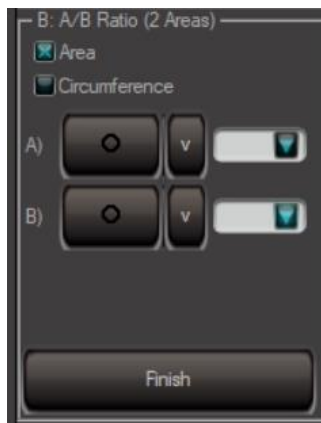 B: A/B Ratio (2 Areas)
Area
Circumference
A) v
B) v
Finish